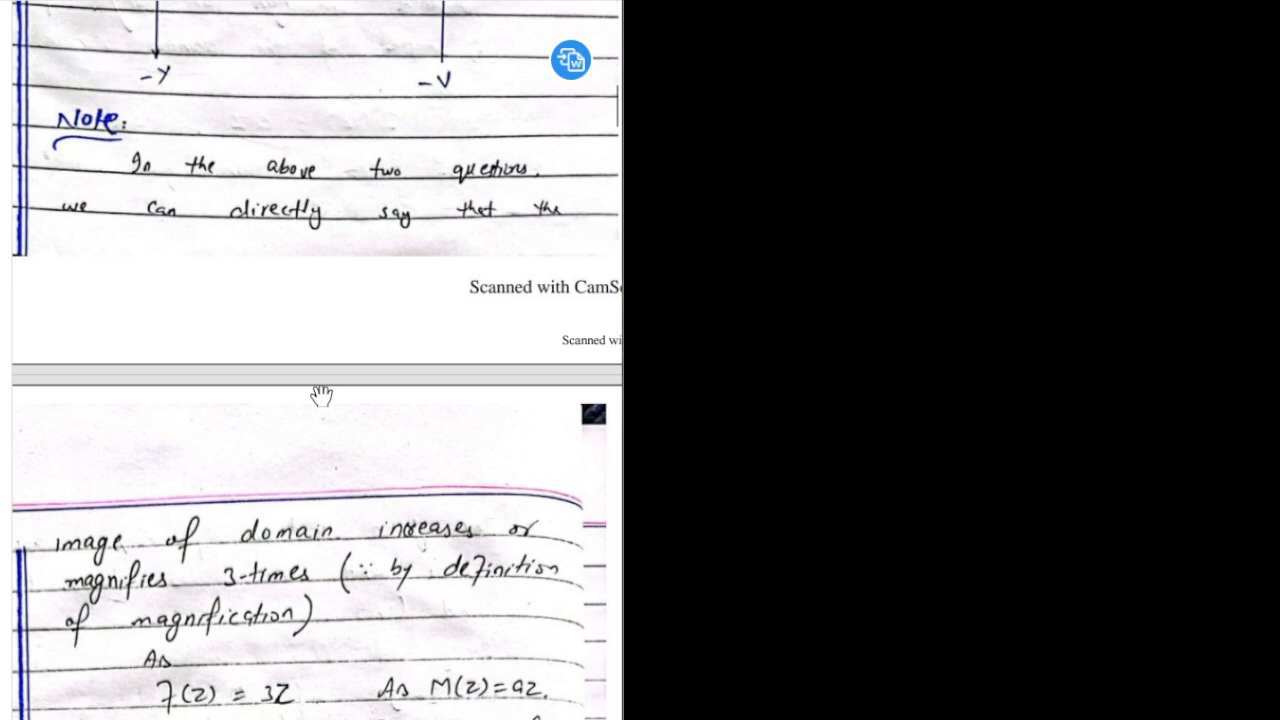 -Y
-V
Note:
In the above two questions,
we can directly say that the
Scanned with CamS
Scanned wi
image of domain increases or
magnifies 3-times (∵ by definition
of magnification)
As
f(z) = 3z As M(z)=az.